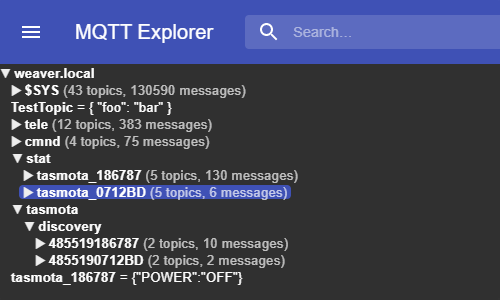 MQTT Explorer
Search...
▼ weaver.local
▶ $SYS (43 topics, 130590 messages)
TestTopic = { "foo": "bar" }
▶ tele (12 topics, 383 messages)
▶ cmnd (4 topics, 75 messages)
▼ stat
▶ tasmota_186787 (5 topics, 130 messages)
▶ tasmota_0712BD (5 topics, 6 messages)
▼ tasmota
▼ discovery
▶ 485519186787 (2 topics, 10 messages)
▶ 4855190712BD (2 topics, 2 messages)
tasmota_186787 = {"POWER":"OFF"}